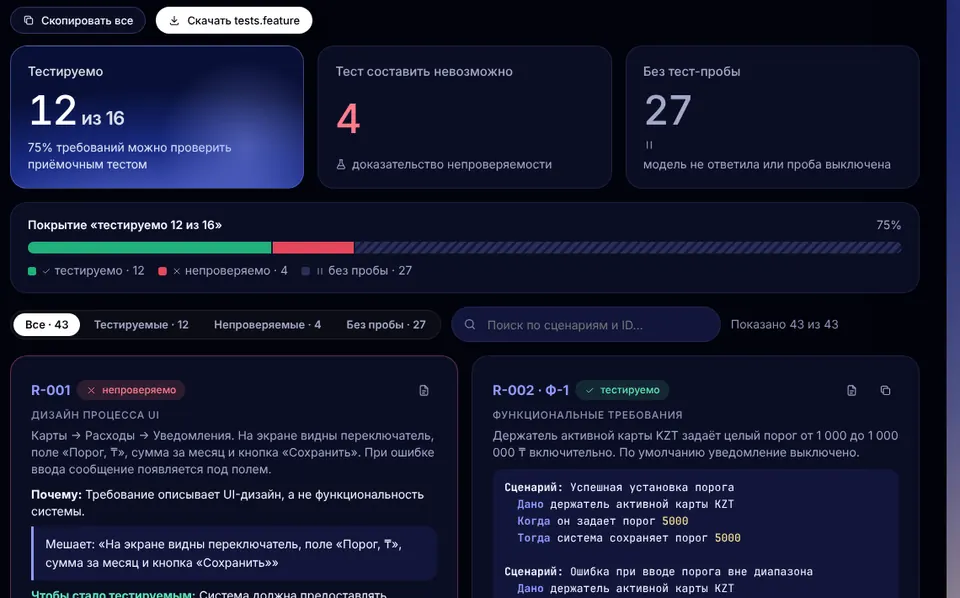 Скопировать все
Скачать tests.feature
Тестируемо
12 из 16
75% требований можно проверить
приёмочным тестом
Тест составить невозможно
4
доказательство непроверяемости
Без тест-пробы
27
модель не ответила или проба выключена
Покрытие «тестируемо 12 из 16»
75%
тестируемо · 12
непроверяемо · 4
без пробы · 27
Все · 43
Тестируемые · 12
Непроверяемые · 4
Без пробы · 27
Поиск по сценариям и ID...
Показано 43 из 43
R-001
непроверяемо
ДИЗАЙН ПРОЦЕССА UI
Карты → Расходы → Уведомления. На экране видны переключатель,
поле «Порог, ₸», сумма за месяц и кнопка «Сохранить». При ошибке
ввода сообщение появляется под полем.
Почему: Требование описывает UI-дизайн, а не функциональность
системы.
Мешает: «На экране видны переключатель, поле «Порог, ₸»,
сумма за месяц и кнопка «Сохранить»»
Чтобы стало тестируемым: Система должна предоставлять
R-002 · Ф-1
тестируемо
ФУНКЦИОНАЛЬНЫЕ ТРЕБОВАНИЯ
Держатель активной карты KZT задаёт целый порог от 1 000 до 1 000
000 ₸ включительно. По умолчанию уведомление выключено.
Сценарий: Успешная установка порога
Дано держатель активной карты KZT
Когда он задает порог 5000
Тогда система сохраняет порог 5000
Сценарий: Ошибка при вводе порога вне диапазона
Дано держатель активной карты KZT